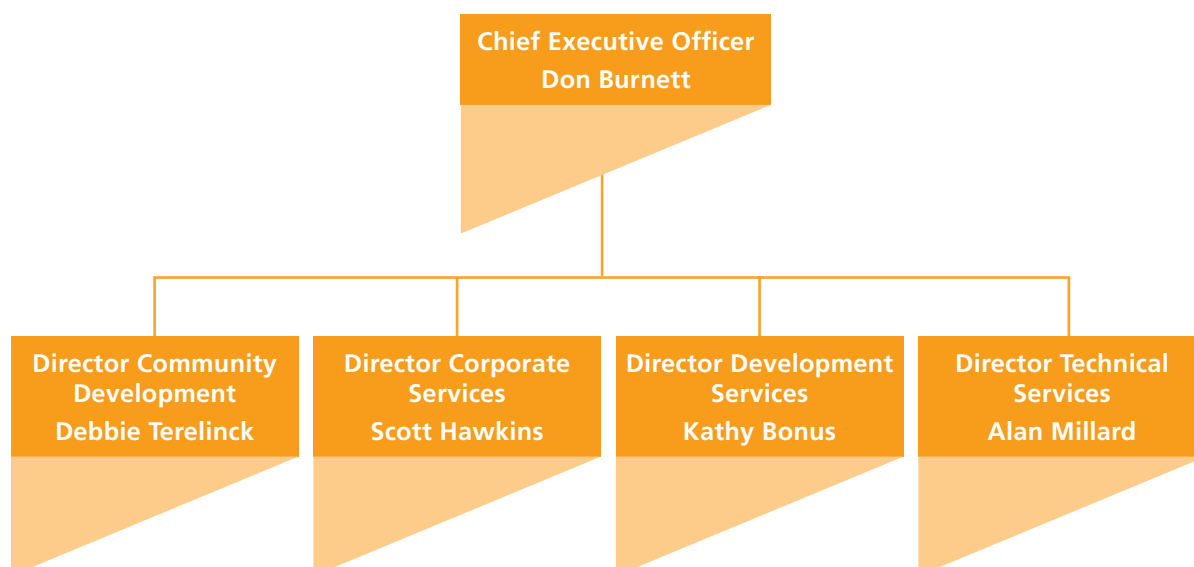 Chief Executive Officer
Don Burnett
Director Community
Development
Debbie Terelinck
Director Corporate
Services
Scott Hawkins
Director Development
Services
Kathy Bonus
Director Technical
Services
Alan Millard